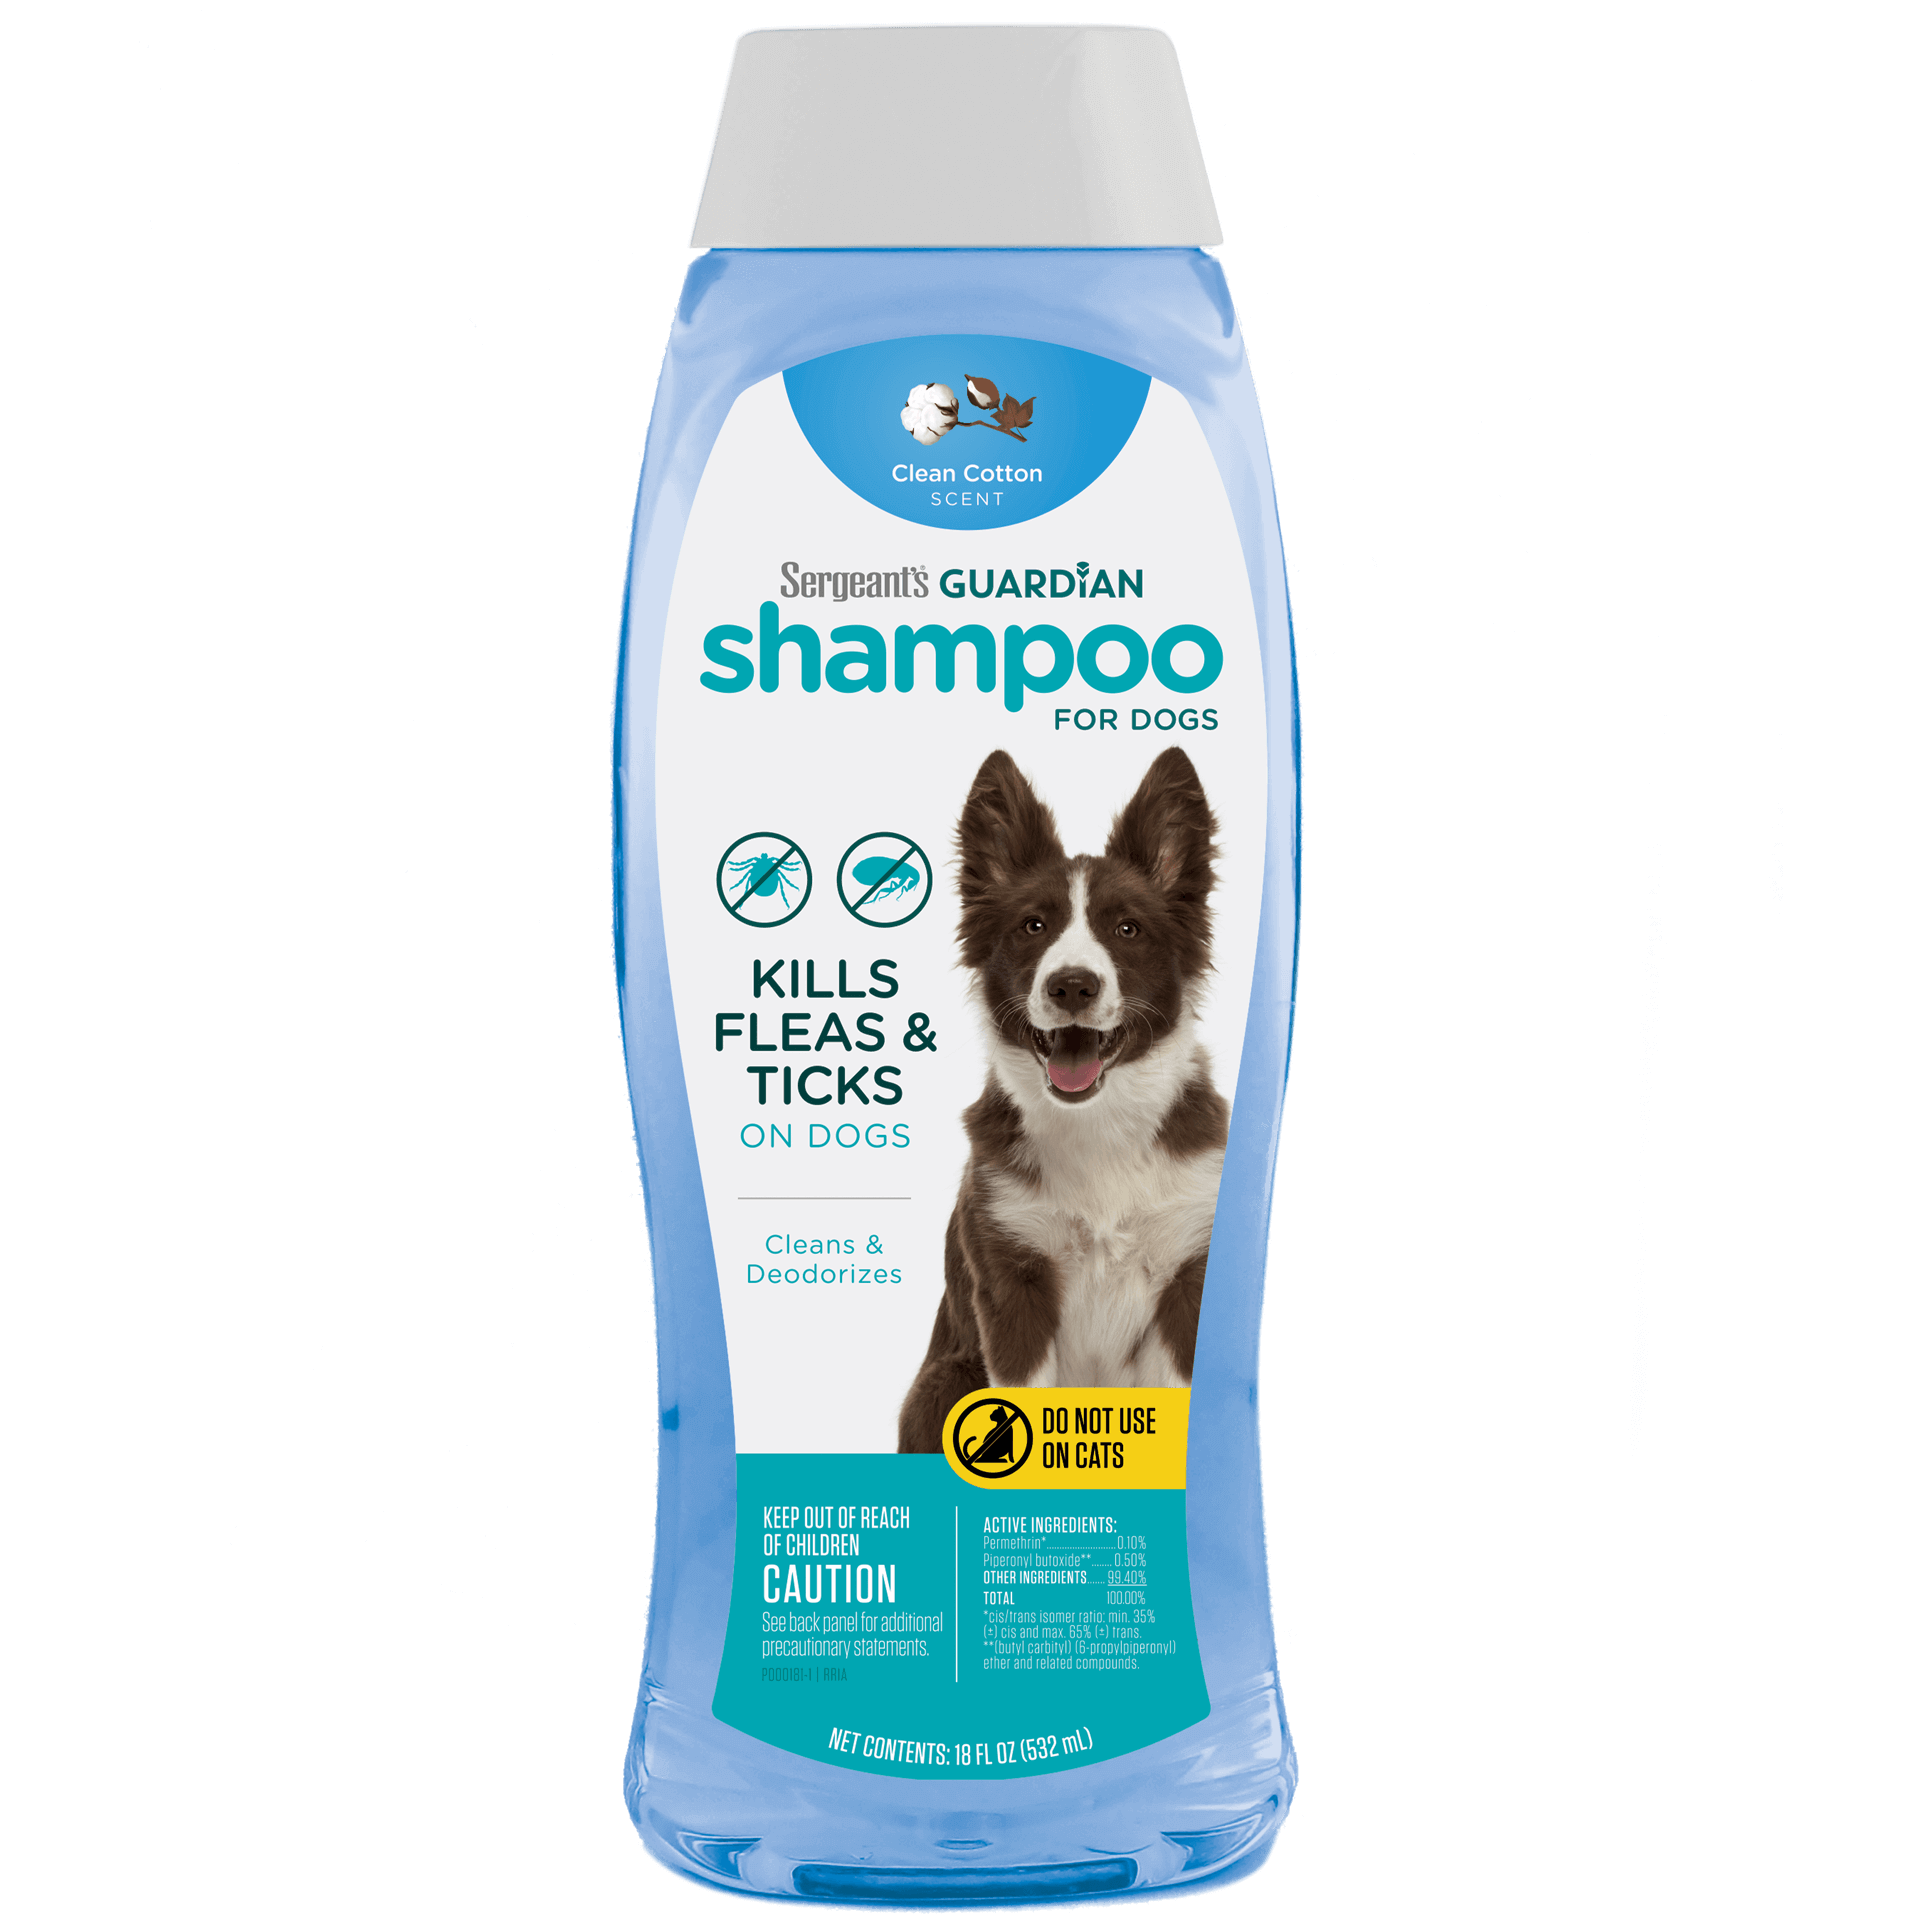 Clean Cotton
SCENT
Sergeant's® GUARDIAN
shampoo
FOR DOGS
KILLS
FLEAS &
TICKS
ON DOGS
Cleans &
Deodorizes
DO NOT USE
ON CATS
KEEP OUT OF REACH
OF CHILDREN
CAUTION
See back panel for additional
precautionary statements.
P000181-1 | RR1A
ACTIVE INGREDIENTS:
Permethrin*........................0.10%
Piperonyl butoxide**.......0.50%
OTHER INGREDIENTS......99.40%
TOTAL 100.00%
*cis/trans isomer ratio: min. 35%
(±) cis and max. 65% (±) trans.
**(butyl carbityl) (6-propylpiperonyl)
ether and related compounds.
NET CONTENTS: 18 FL OZ (532 mL)